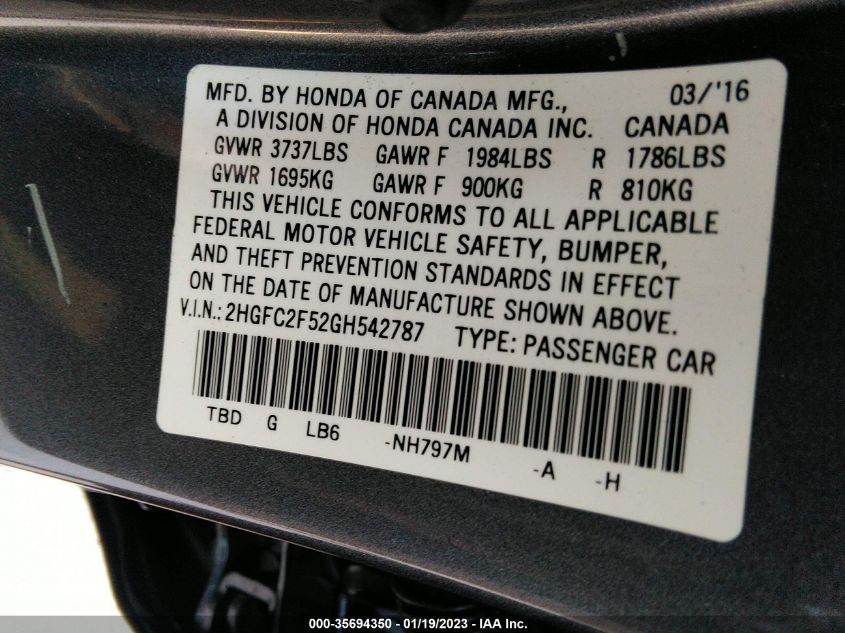 MFD. BY HONDA OF CANADA MFG., 03/'16
A DIVISION OF HONDA CANADA INC. CANADA
GVWR 3737LBS GAWR F 1984LBS R 1786LBS
GVWR 1695KG GAWR F 900KG R 810KG
THIS VEHICLE CONFORMS TO ALL APPLICABLE
FEDERAL MOTOR VEHICLE SAFETY, BUMPER,
AND THEFT PREVENTION STANDARDS IN EFFECT
ON THE DATE OF MANUFACTURE SHOWN ABOVE.
V.I.N.: 2HGFC2F52GH542787 TYPE: PASSENGER CAR
TBD G LB6 -NH797M -A -H
000-35694350 / 01/19/2023 - IAA Inc.